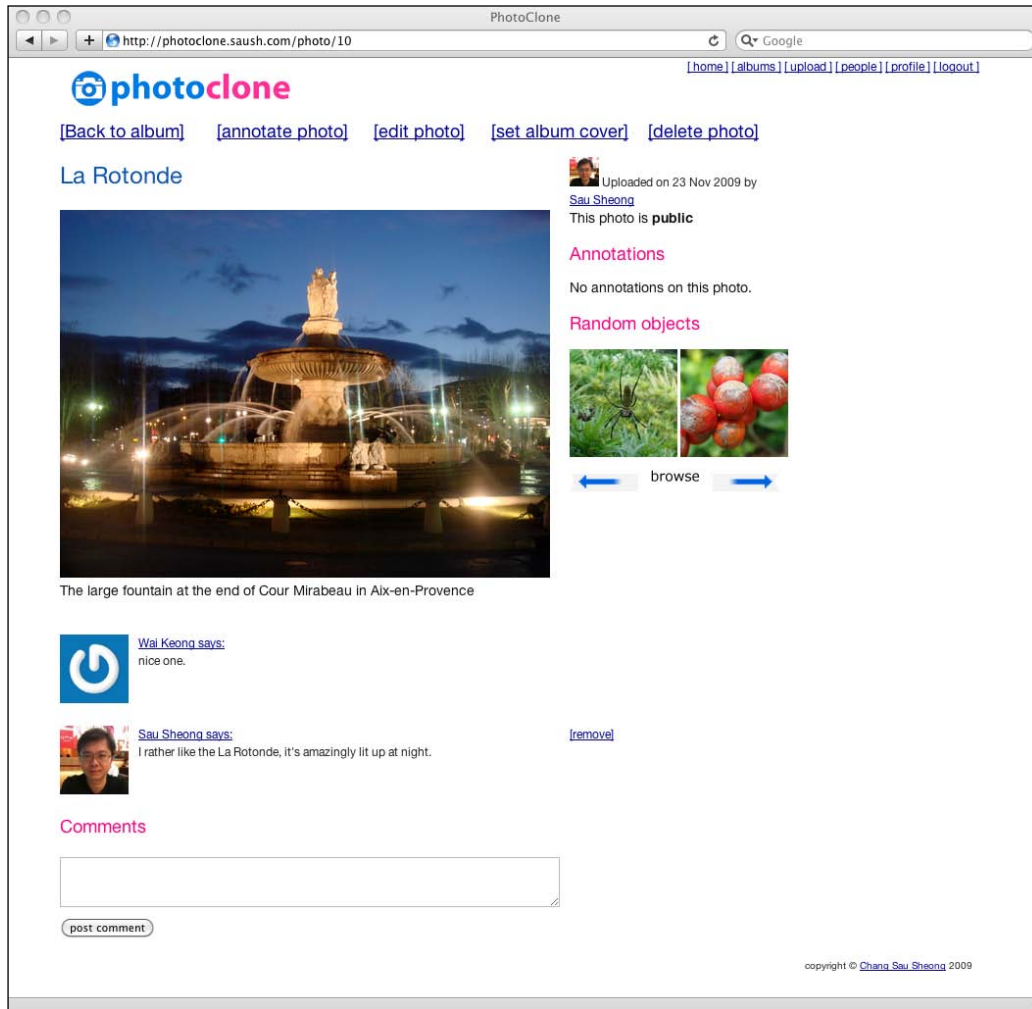 PhotoClone
http://photoclone.saush.com/photo/10
Google
[ home ] [ albums ] [ upload ] [ people ] [ profile ] [ logout ]
photoclone
[Back to album] [annotate photo] [edit photo] [set album cover] [delete photo]
La Rotonde
Uploaded on 23 Nov 2009 by
Sau Sheong
This photo is public
Annotations
No annotations on this photo.
Random objects
browse
The large fountain at the end of Cour Mirabeau in Aix-en-Provence
Wai Keong says:
nice one.
Sau Sheong says:
[remove]
I rather like the La Rotonde, it's amazingly lit up at night.
Comments
post comment
copyright © Chang Sau Sheong 2009